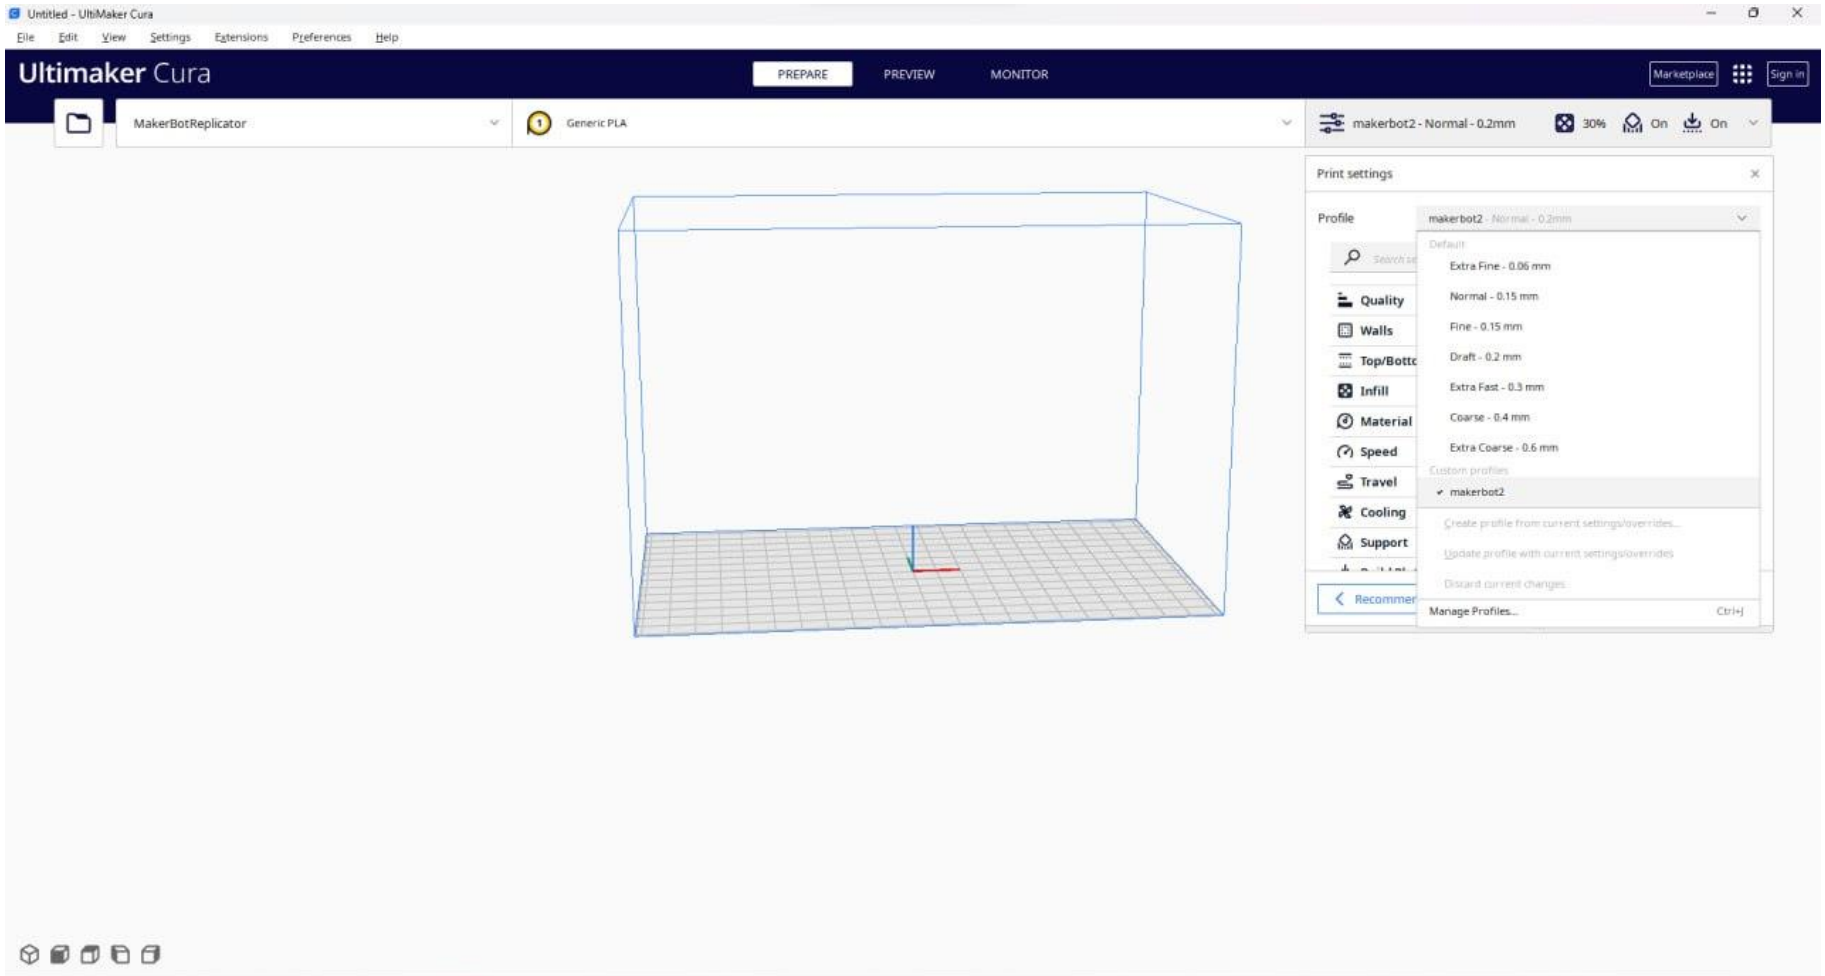 Untitled - UltiMaker Cura
File Edit View Settings Extensions Preferences Help
Ultimaker Cura PREPARE PREVIEW MONITOR Marketplace Sign in
MakerBotReplicator 1 Generic PLA makerbot2 - Normal - 0.2mm 30% On On
Print settings
Profile makerbot2 - Normal - 0.2mm
Default
Search se
Extra Fine - 0.06 mm
Quality Normal - 0.15 mm
Walls Fine - 0.15 mm
Top/Botto Draft - 0.2 mm
Infill Extra Fast - 0.3 mm
Material Coarse - 0.4 mm
Speed Extra Coarse - 0.6 mm
Custom profiles
Travel makerbot2
Cooling Create profile from current settings/overrides...
Support Update profile with current settings/overrides
Discard current changes
Recommen
Manage Profiles... Ctrl+J